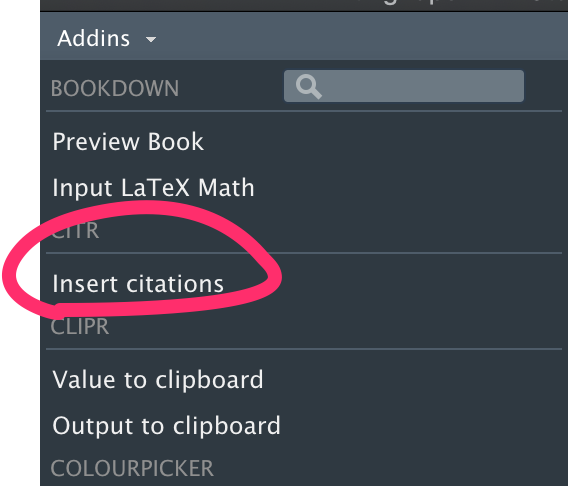 Addins
BOOKDOWN
Preview Book
Input LaTeX Math
CITR
Insert citations
CLIPR
Value to clipboard
Output to clipboard
COLOURPICKER